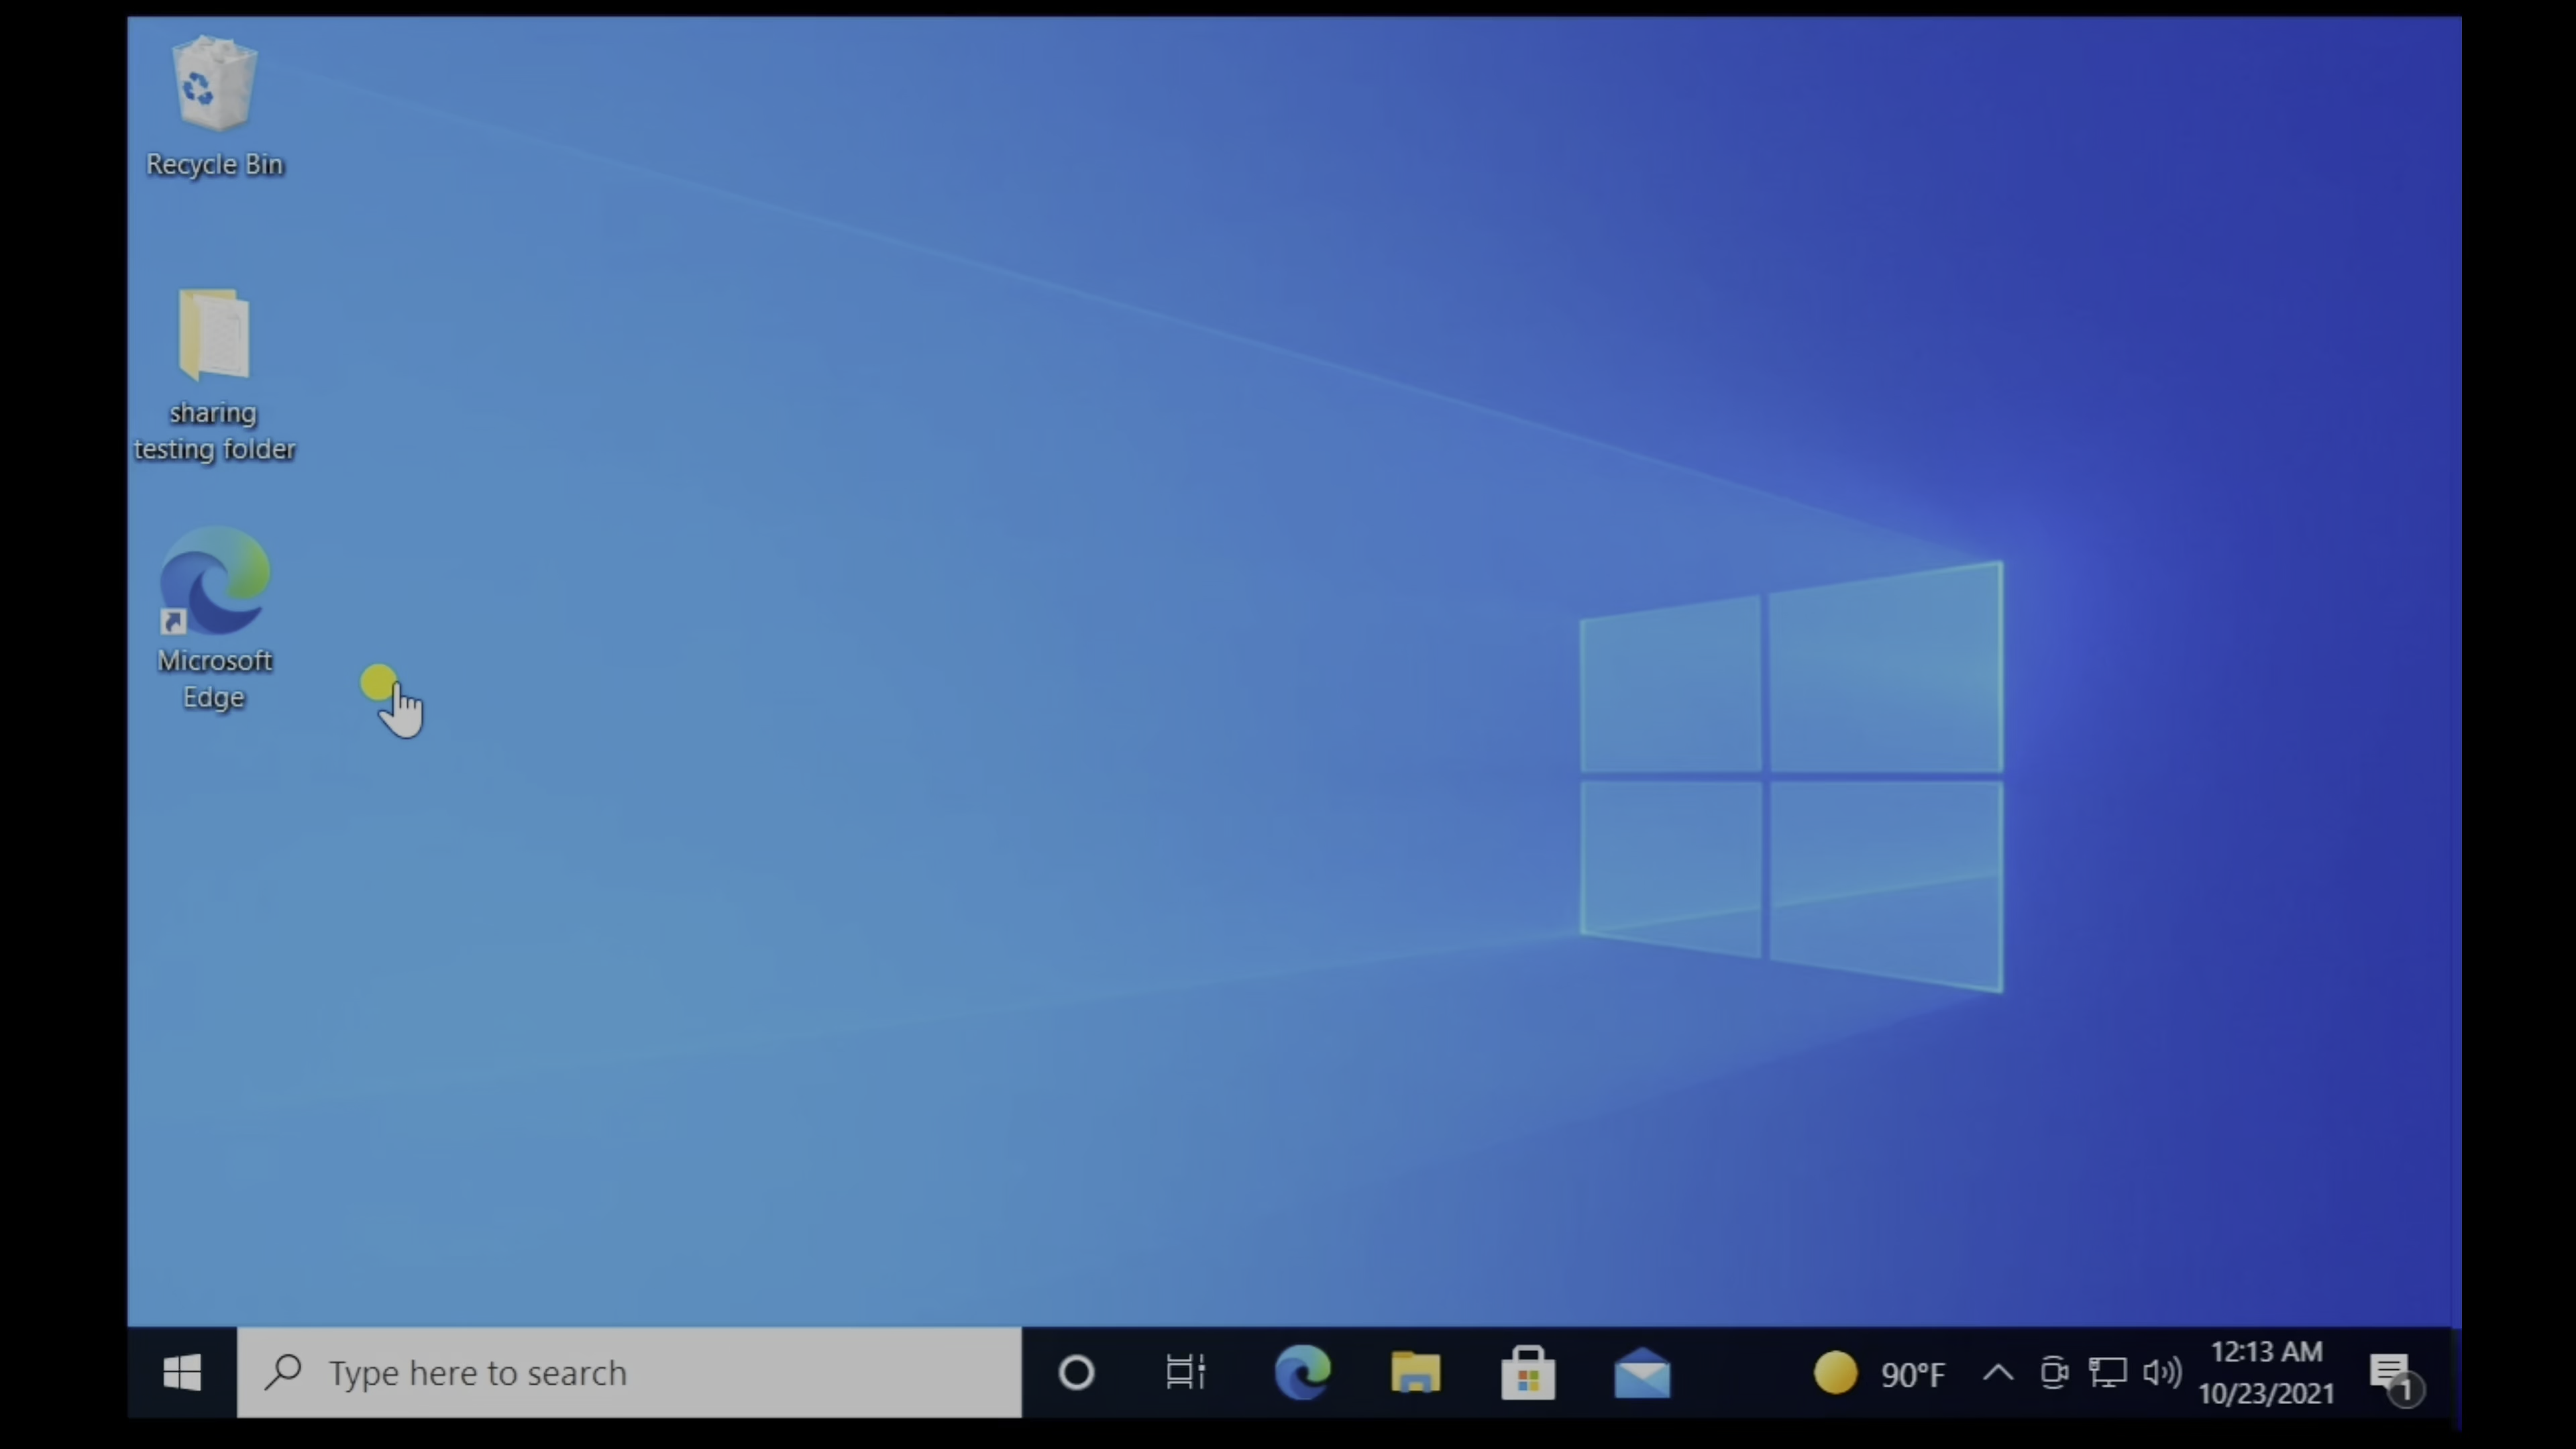 Recycle Bin
sharing
testing folder
Microsoft
Edge
Type here to search
90°F
12:13 AM
10/23/2021
1